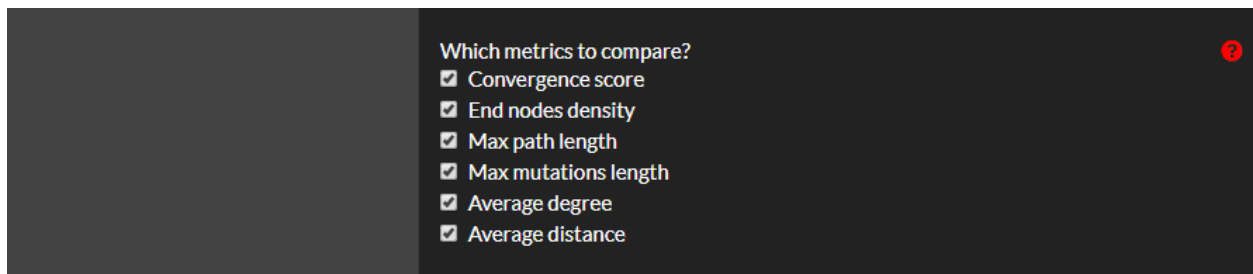 Which metrics to compare?
Convergence score
End nodes density
Max path length
Max mutations length
Average degree
Average distance